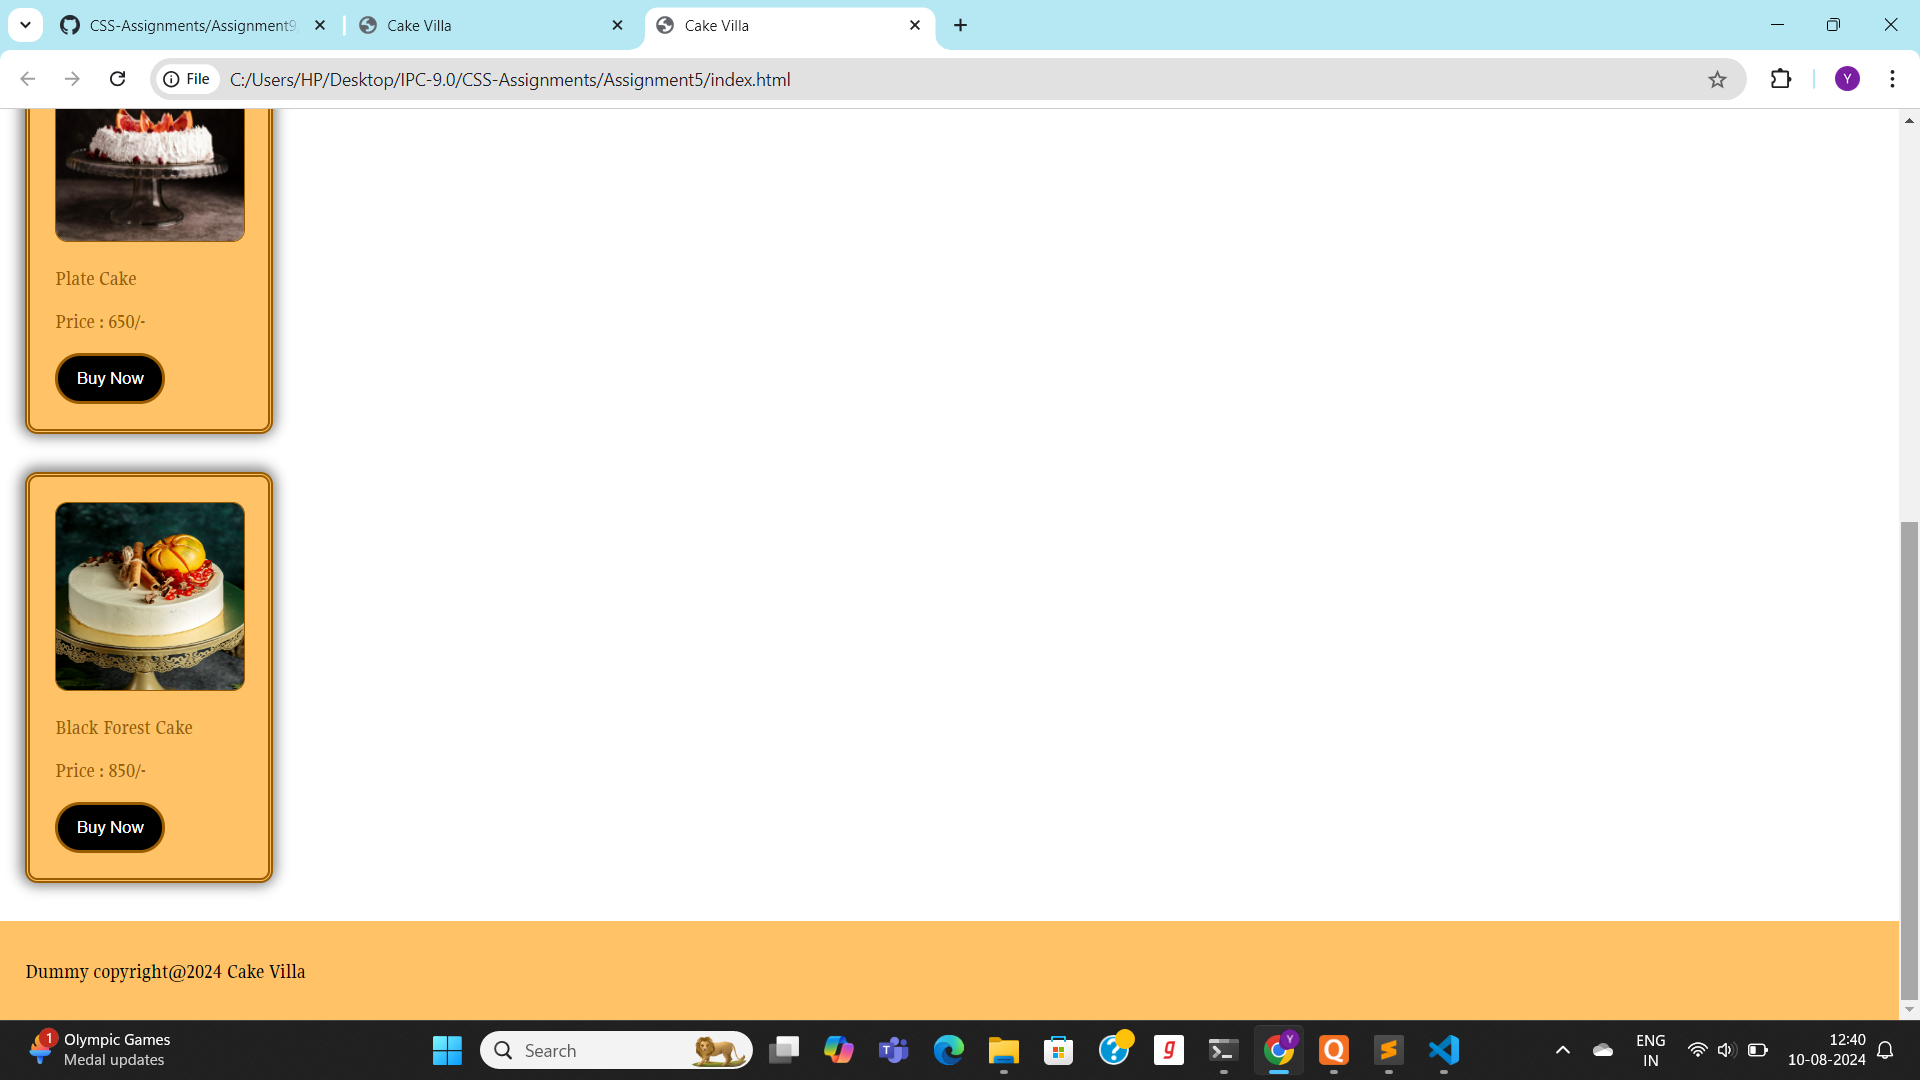 CSS-Assignments/Assignment9
Cake Villa
Cake Villa
File
C:/Users/HP/Desktop/IPC-9.0/CSS-Assignments/Assignment5/index.html
Y
Plate Cake
Price : 650/-
Buy Now
Black Forest Cake
Price : 850/-
Buy Now
Dummy copyright@2024 Cake Villa
1
Olympic Games
Medal updates
Search
Y
ENG
IN
12:40
10-08-2024